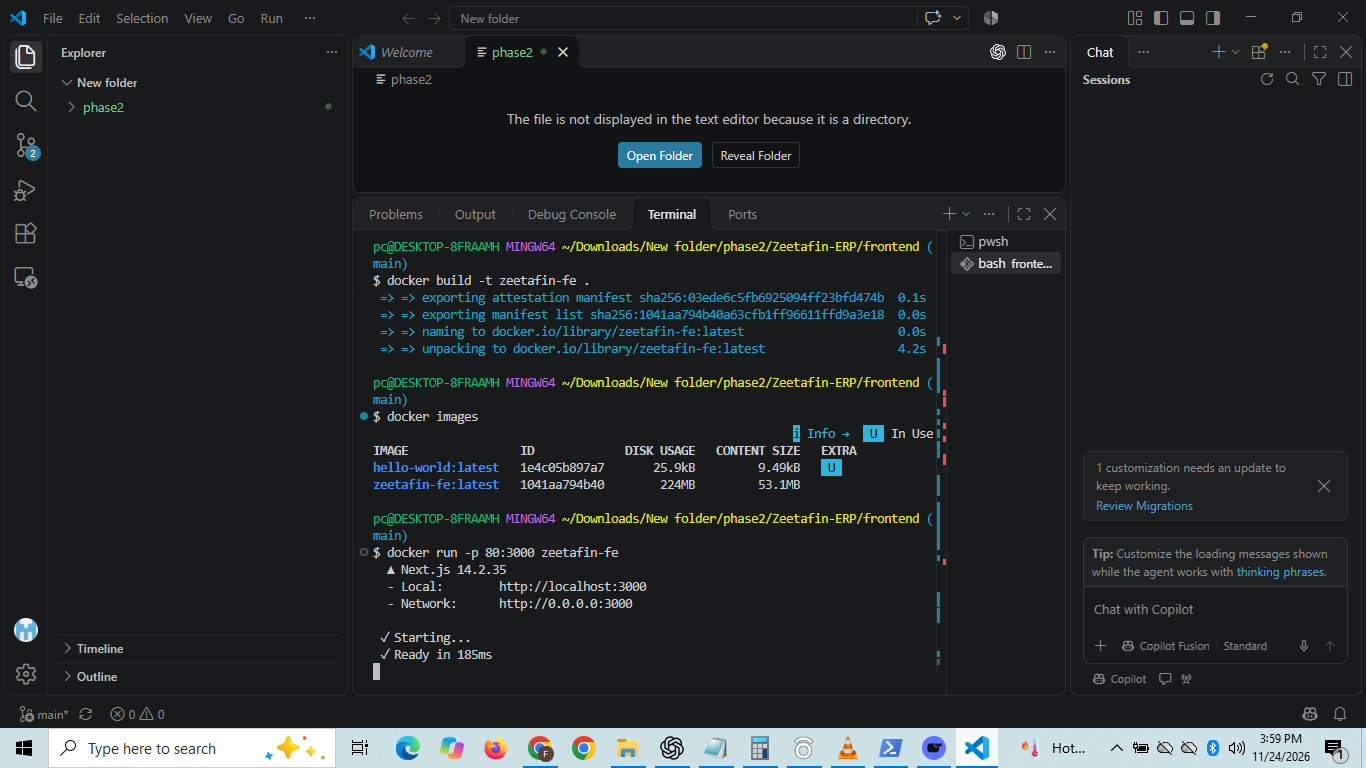 File Edit Selection View Go Run ···
New folder
Explorer
New folder
phase2
Timeline
Outline
2
Welcome
phase2
phase2
The file is not displayed in the text editor because it is a directory.
Open Folder
Reveal Folder
Problems Output Debug Console Terminal Ports
pwsh
bash fronte...
pc@DESKTOP-8FRAAMH MINGW64 ~/Downloads/New folder/phase2/Zeetafin-ERP/frontend (
main)
$ docker build -t zeetafin-fe .
=> => exporting attestation manifest sha256:03ede6c5fb6925094ff23bfd474b 0.1s
=> => exporting manifest list sha256:1041aa794b40a63cfb1ff96611ffd9a3e18 0.0s
=> => naming to docker.io/library/zeetafin-fe:latest 0.0s
=> => unpacking to docker.io/library/zeetafin-fe:latest 4.2s
pc@DESKTOP-8FRAAMH MINGW64 ~/Downloads/New folder/phase2/Zeetafin-ERP/frontend (
main)
$ docker images
i Info → U In Use
IMAGE ID DISK USAGE CONTENT SIZE EXTRA
hello-world:latest 1e4c05b897a7 25.9kB 9.49kB U
zeetafin-fe:latest 1041aa794b40 224MB 53.1MB
pc@DESKTOP-8FRAAMH MINGW64 ~/Downloads/New folder/phase2/Zeetafin-ERP/frontend (
main)
$ docker run -p 80:3000 zeetafin-fe
▲ Next.js 14.2.35
- Local: http://localhost:3000
- Network: http://0.0.0.0:3000
✓ Starting...
✓ Ready in 185ms
Chat
Sessions
1 customization needs an update to
keep working.
Review Migrations
Tip: Customize the loading messages shown
while the agent works with thinking phrases.
Chat with Copilot
Copilot Fusion Standard
Copilot
main* 0 0
Type here to search
F
Hot...
3:59 PM
11/24/2026
1